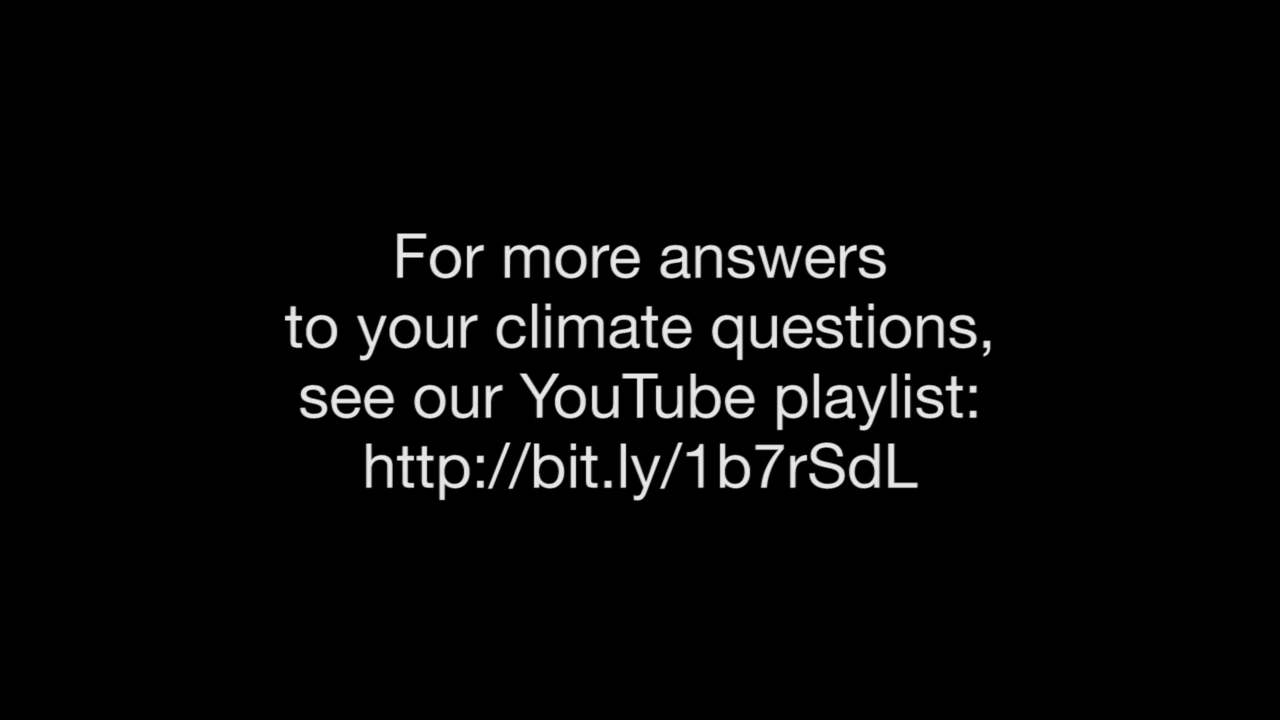 For more answers
to your climate questions,
see our YouTube playlist:
http://bit.ly/1b7rSdL